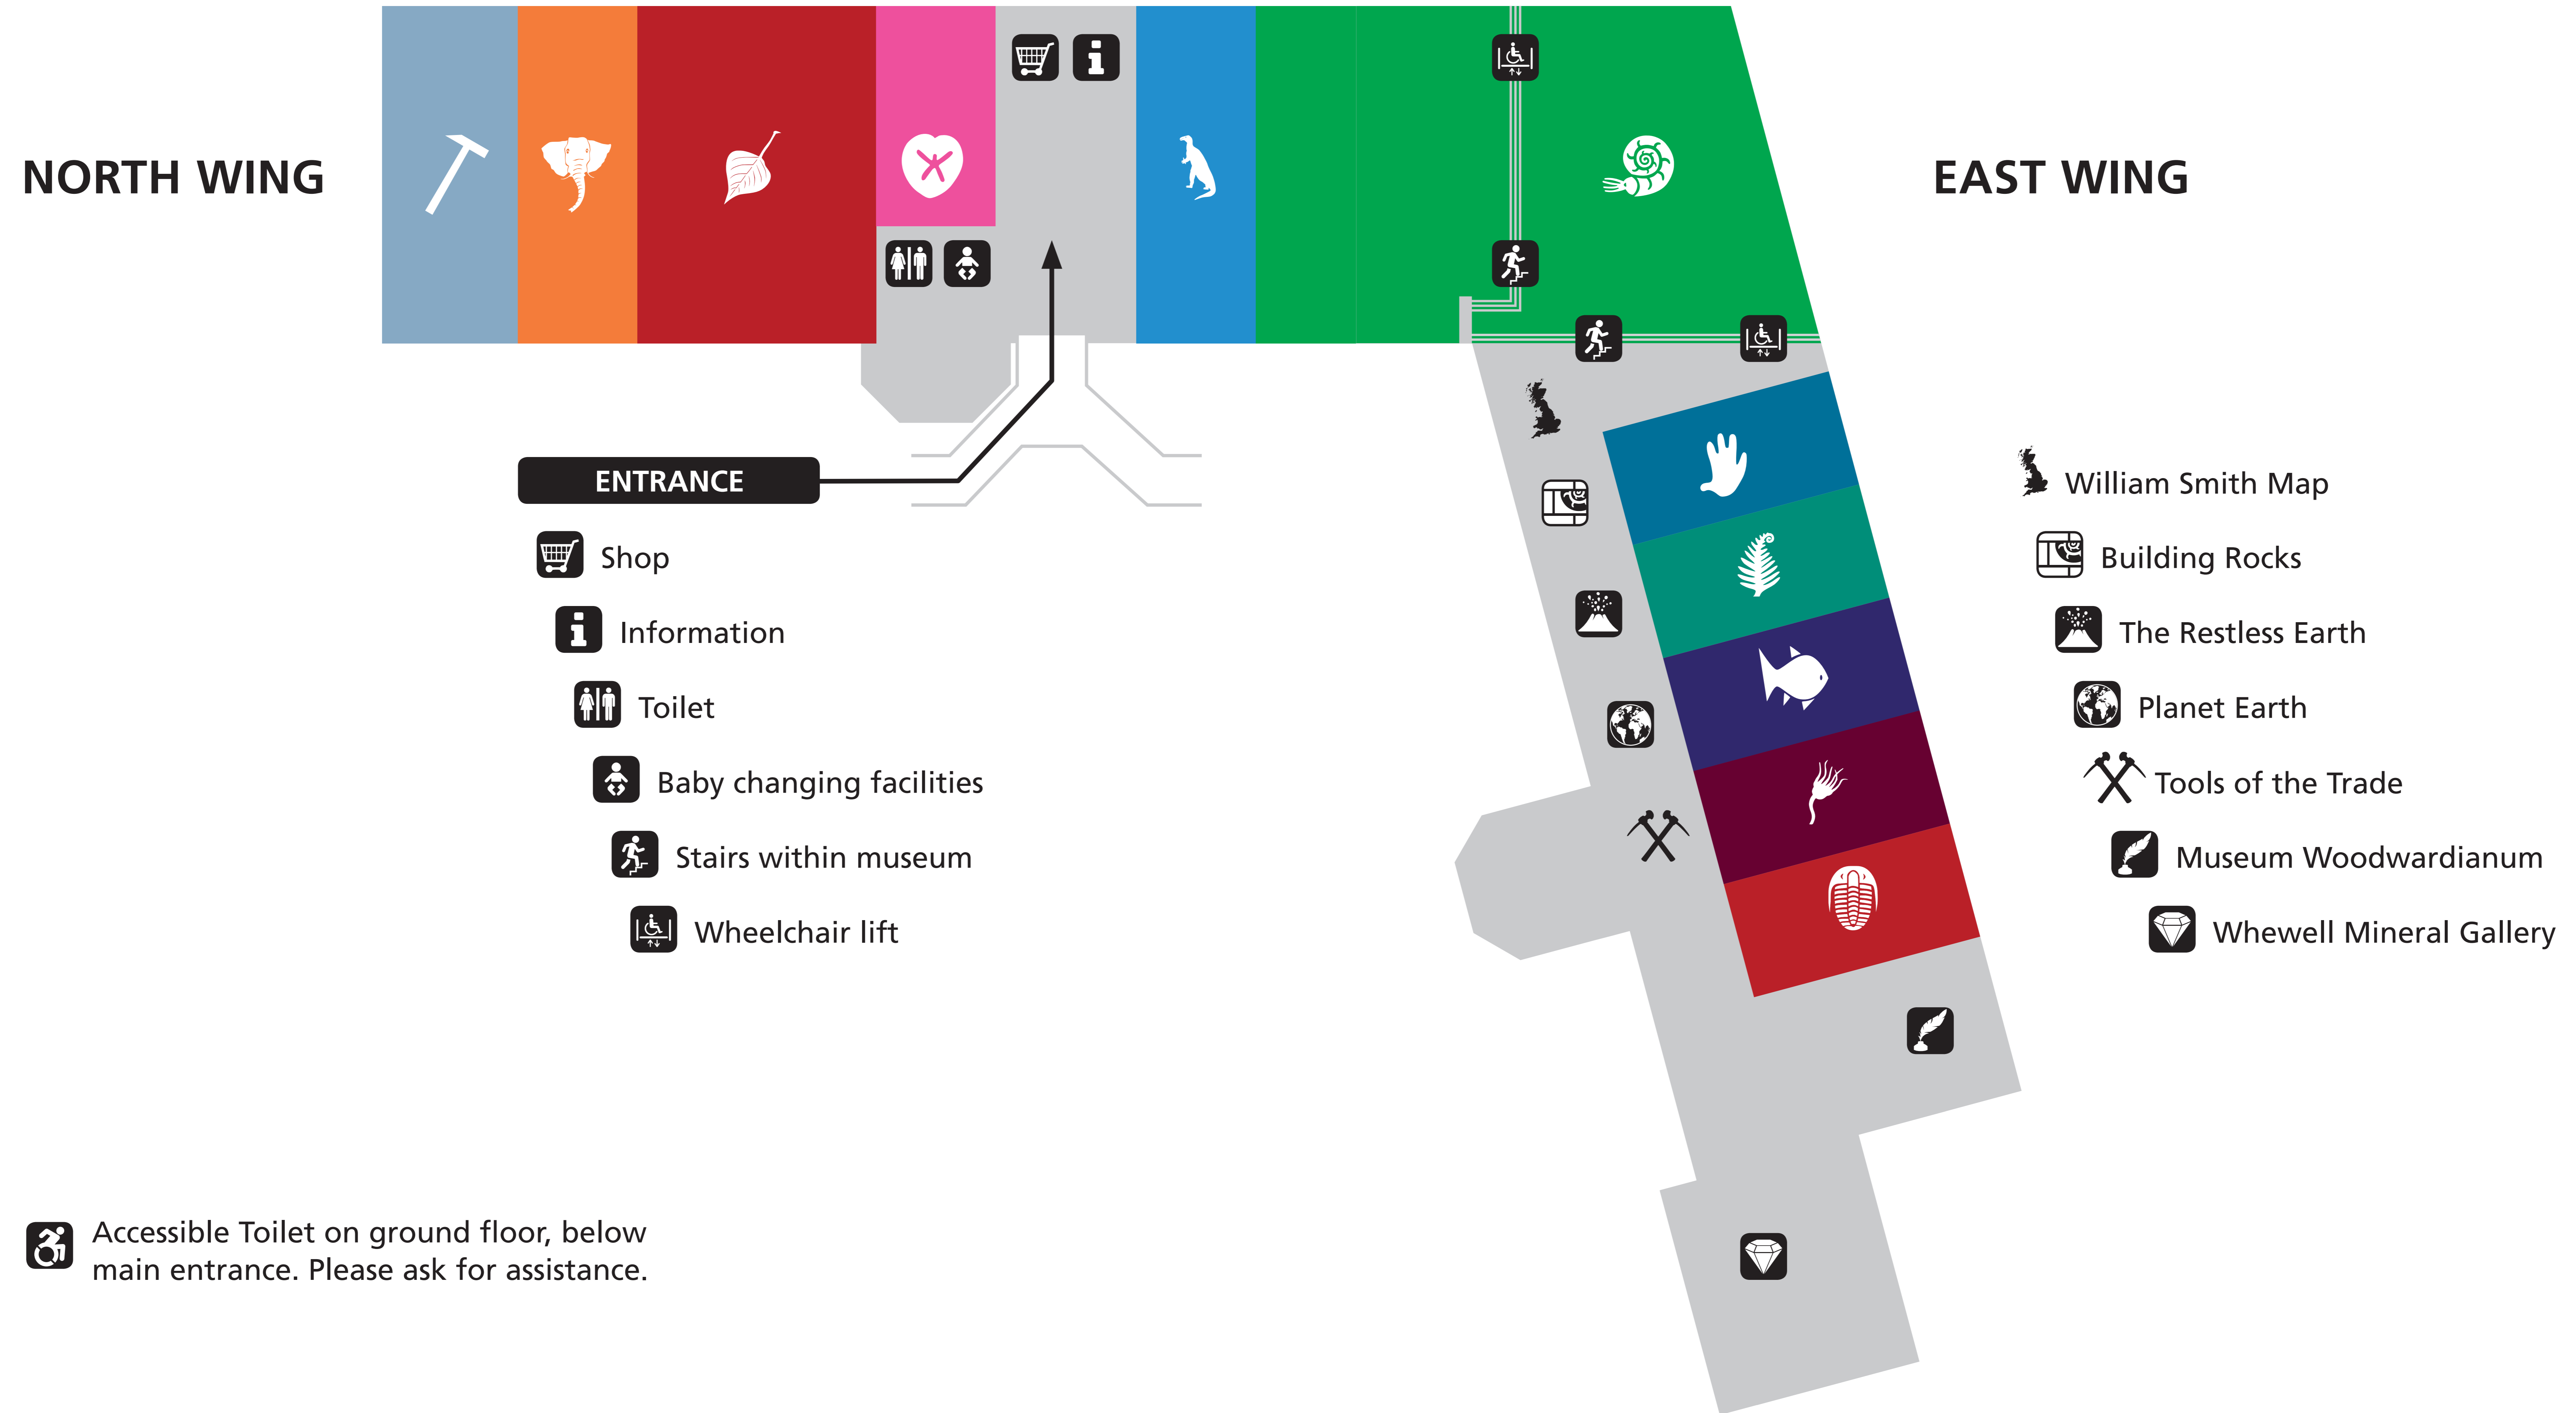 NORTH WING
EAST WING
ENTRANCE
Shop
Information
Toilet
Baby changing facilities
Stairs within museum
Wheelchair lift
William Smith Map
Building Rocks
The Restless Earth
Planet Earth
Tools of the Trade
Museum Woodwardianum
Whewell Mineral Gallery
Accessible Toilet on ground floor, below
main entrance. Please ask for assistance.